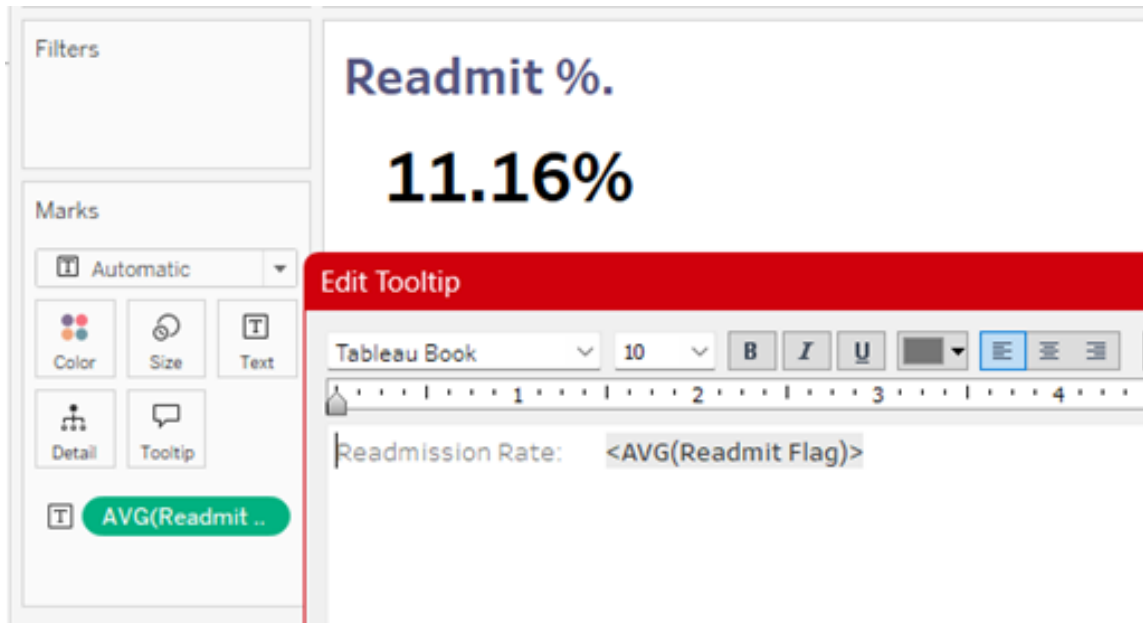 Filters
Readmit %.
11.16%
Marks
Automatic
Color Size Text
Detail Tooltip
AVG(Readmit ..
Edit Tooltip
Tableau Book 10 B I U
1 2 3 4
Readmission Rate: <AVG(Readmit Flag)>